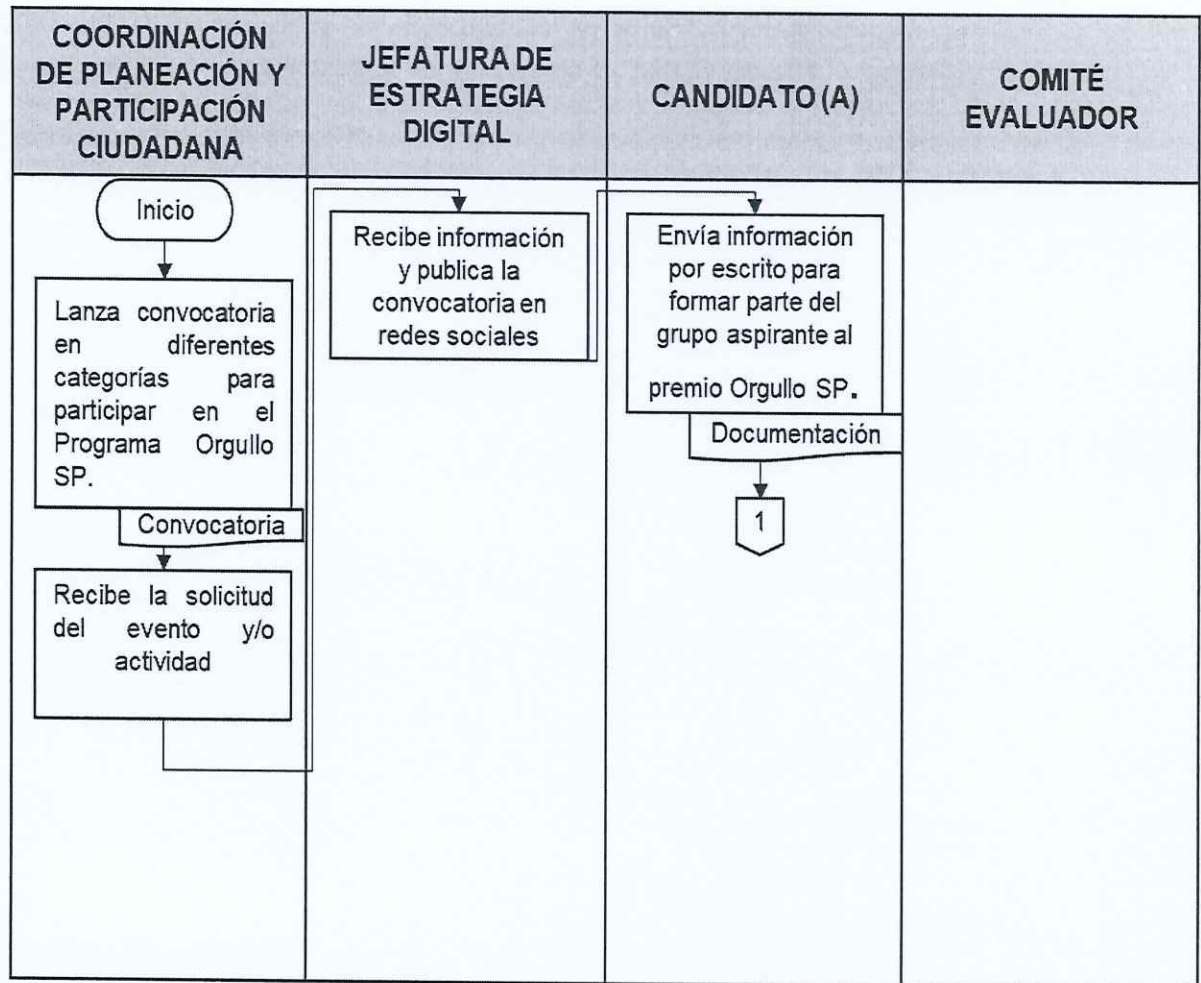 COORDINACIÓN
DE PLANEACIÓN Y
PARTICIPACIÓN
CIUDADANA
JEFATURA DE
ESTRATEGIA
DIGITAL
CANDIDATO (A)
COMITÉ
EVALUADOR
Inicio
Lanza convocatoria
en diferentes
categorías para
participar en el
Programa Orgullo
SP.
Convocatoria
Recibe la solicitud
del evento y/o
actividad
Recibe información
y publica la
convocatoria en
redes sociales
Envía información
por escrito para
formar parte del
grupo aspirante al
premio Orgullo SP.
Documentación
1